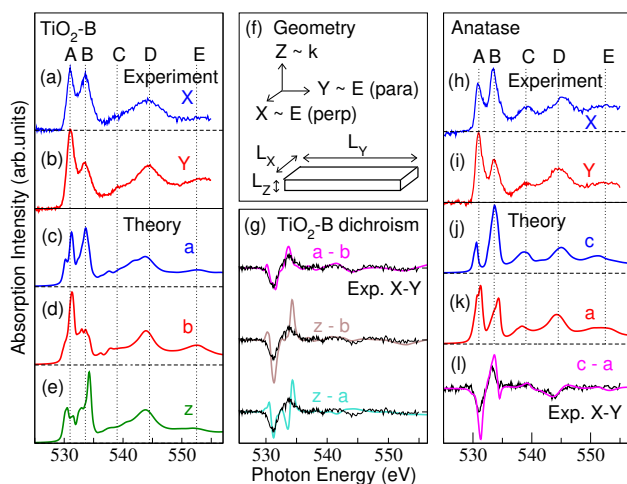 TiO2-B
A B C D E
(a)
Experiment
X
(b)
Y
(c)
Theory
a
(d)
b
(e)
z
530 540 550
Absorption Intensity (arb.units)
(f) Geometry
Z ~ k
Y ~ E (para)
X ~ E (perp)
LX
LY
LZ
(g) TiO2-B dichroism
a - b
Exp. X-Y
z - b
z - a
530 540 550
Photon Energy (eV)
Anatase
A B C D E
(h)
Experiment
X
(i)
Y
(j)
Theory
c
(k)
a
(l)
c - a
Exp. X-Y
530 540 550